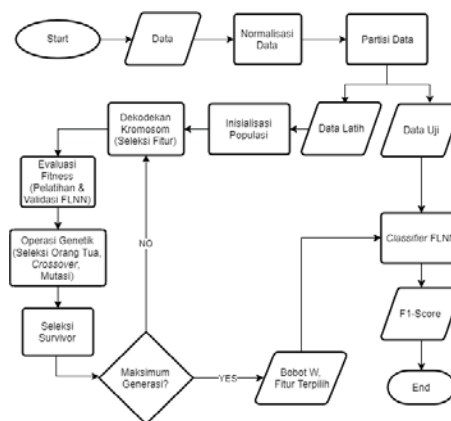 Start
Data
Normalisasi
Data
Partisi Data
Dekodekan
Kromosom
(Seleksi Fitur)
Inisialisasi
Populasi
Data Latih
Data Uji
Evaluasi
Fitness
(Pelatihan &
Validasi FLNN)
Operasi Genetik
(Seleksi Orang Tua,
Crossover,
Mutasi)
NO
Classifier FLNN
Seleksi
Survivor
F1-Score
Maksimum
Generasi?
YES
Bobot W,
Fitur Terpilih
End